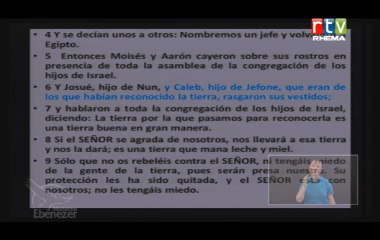 rtv
RHEMA
4 Y se decían unos a otros: Nombremos un jefe y
Egipto.
5 Entonces Moisés y Aarón cayeron sobre sus rostros en
presencia de toda la asamblea de la congregación de los
hijos de Israel.
6 Y Josué, hijo de Nun, y Caleb, hijo de Jefone, que eran de
los que habían reconocido la tierra, rasgaron sus vestidos;
7 y hablaron a toda la congregación de los hijos de Israel,
diciendo: La tierra por la que pasamos para reconocerla es
una tierra buena en gran manera.
8 Si el SEÑOR se agrada de nosotros, nos llevará a esa tierra
y nos la dará; es una tierra que mana leche y miel.
9 Sólo que no os rebeléis contra el SEÑOR, ni tengáis miedo
de la gente de la tierra, pues serán presa nuestra. Su
protección les ha sido quitada, y el SEÑOR está con
nosotros; no les tengáis miedo.
Ebenezer